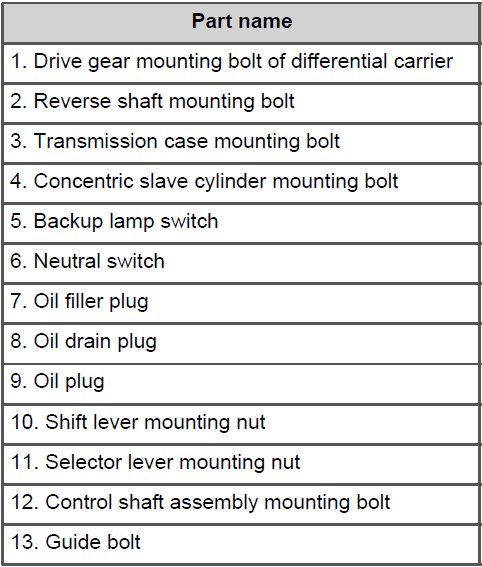 Part name
1. Drive gear mounting bolt of differential carrier
2. Reverse shaft mounting bolt
3. Transmission case mounting bolt
4. Concentric slave cylinder mounting bolt
5. Backup lamp switch
6. Neutral switch
7. Oil filler plug
8. Oil drain plug
9. Oil plug
10. Shift lever mounting nut
11. Selector lever mounting nut
12. Control shaft assembly mounting bolt
13. Guide bolt